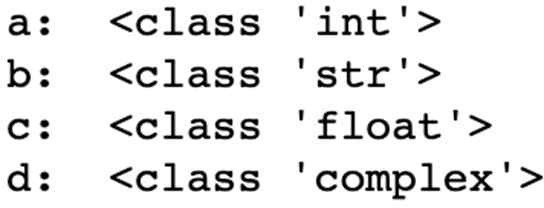 a:  <class 'int'>
b:  <class 'str'>
c:  <class 'float'>
d:  <class 'complex'>